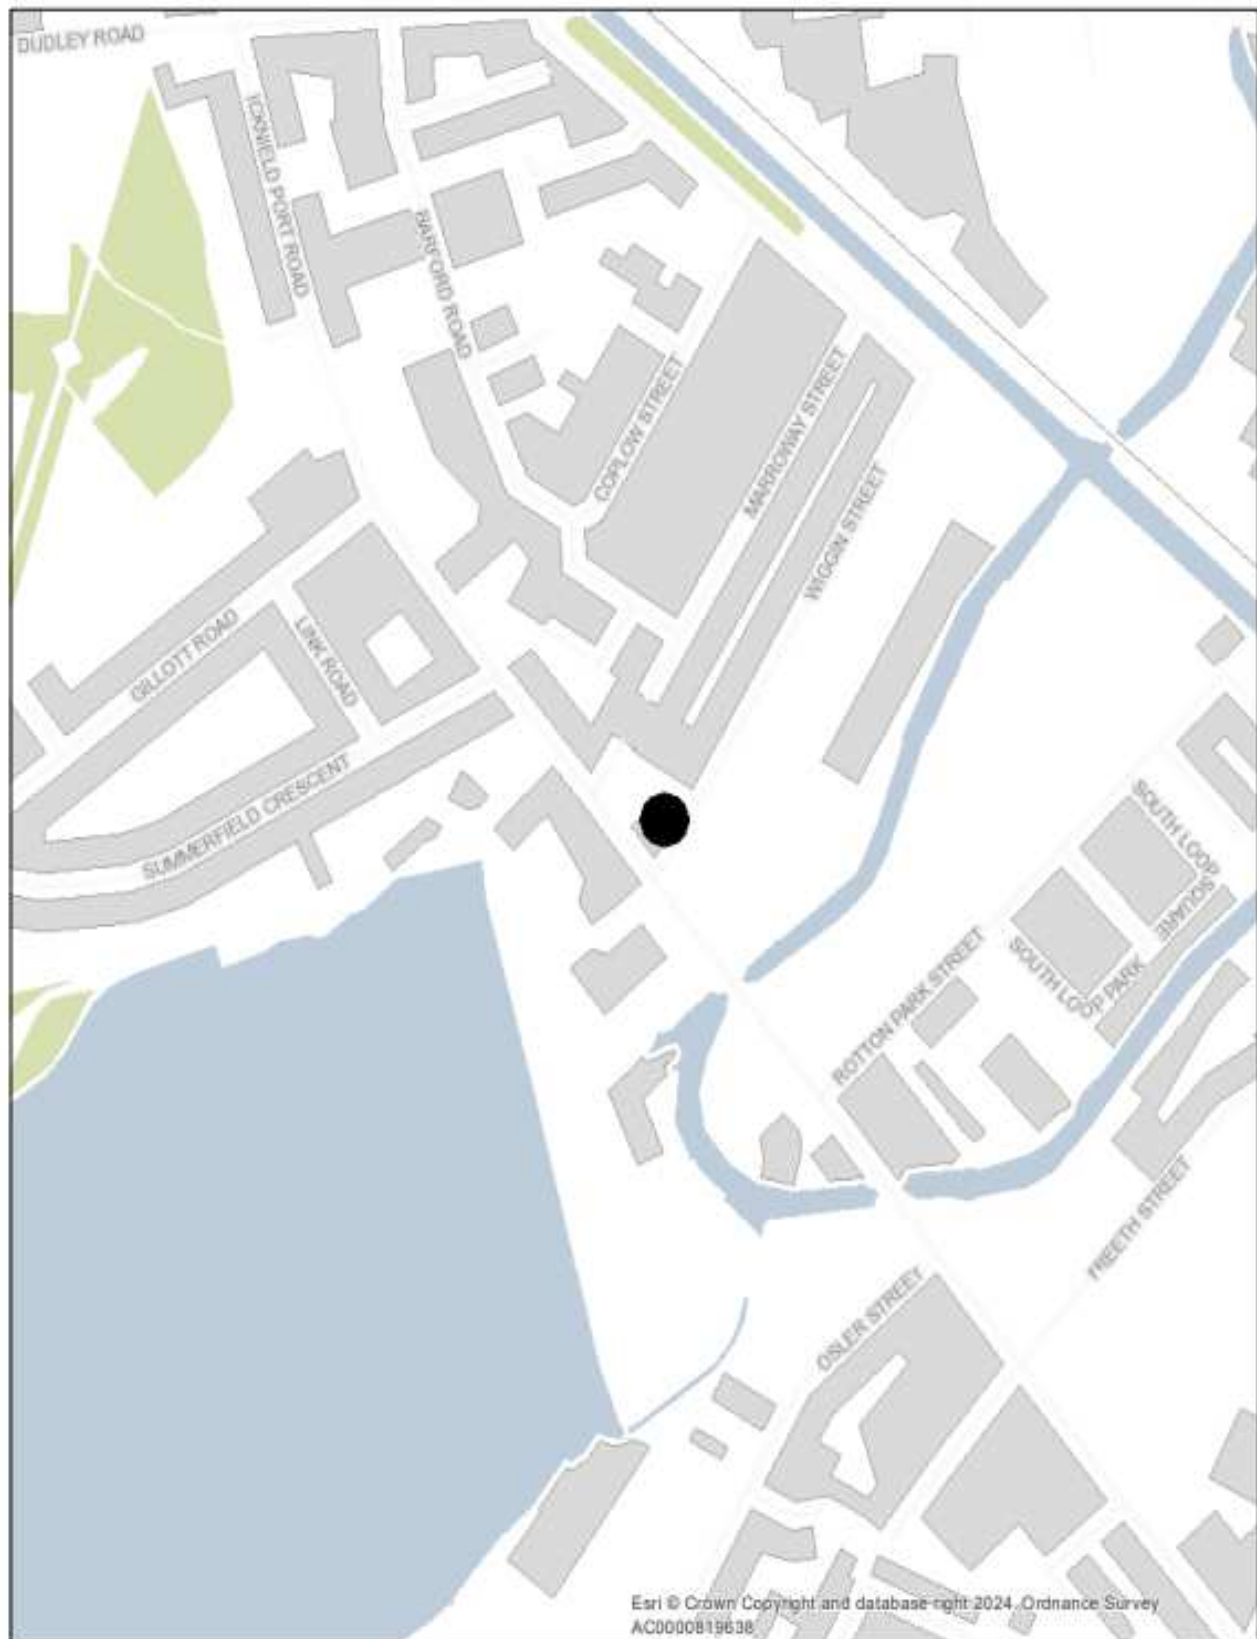 DUDLEY ROAD
ICKNIELD PORT ROAD
BARFORD ROAD
COPLOW STREET
MARROWAY STREET
WIGGIN STREET
GILLOTT ROAD
LINK ROAD
SUMMERFIELD CRESCENT
SOUTH LOOP
SQUARE
SOUTH LOOP PARK
ROTTON PARK STREET
FREETH STREET
OSLER STREET
Esri © Crown Copyright and database right 2024. Ordnance Survey
AC0000819638